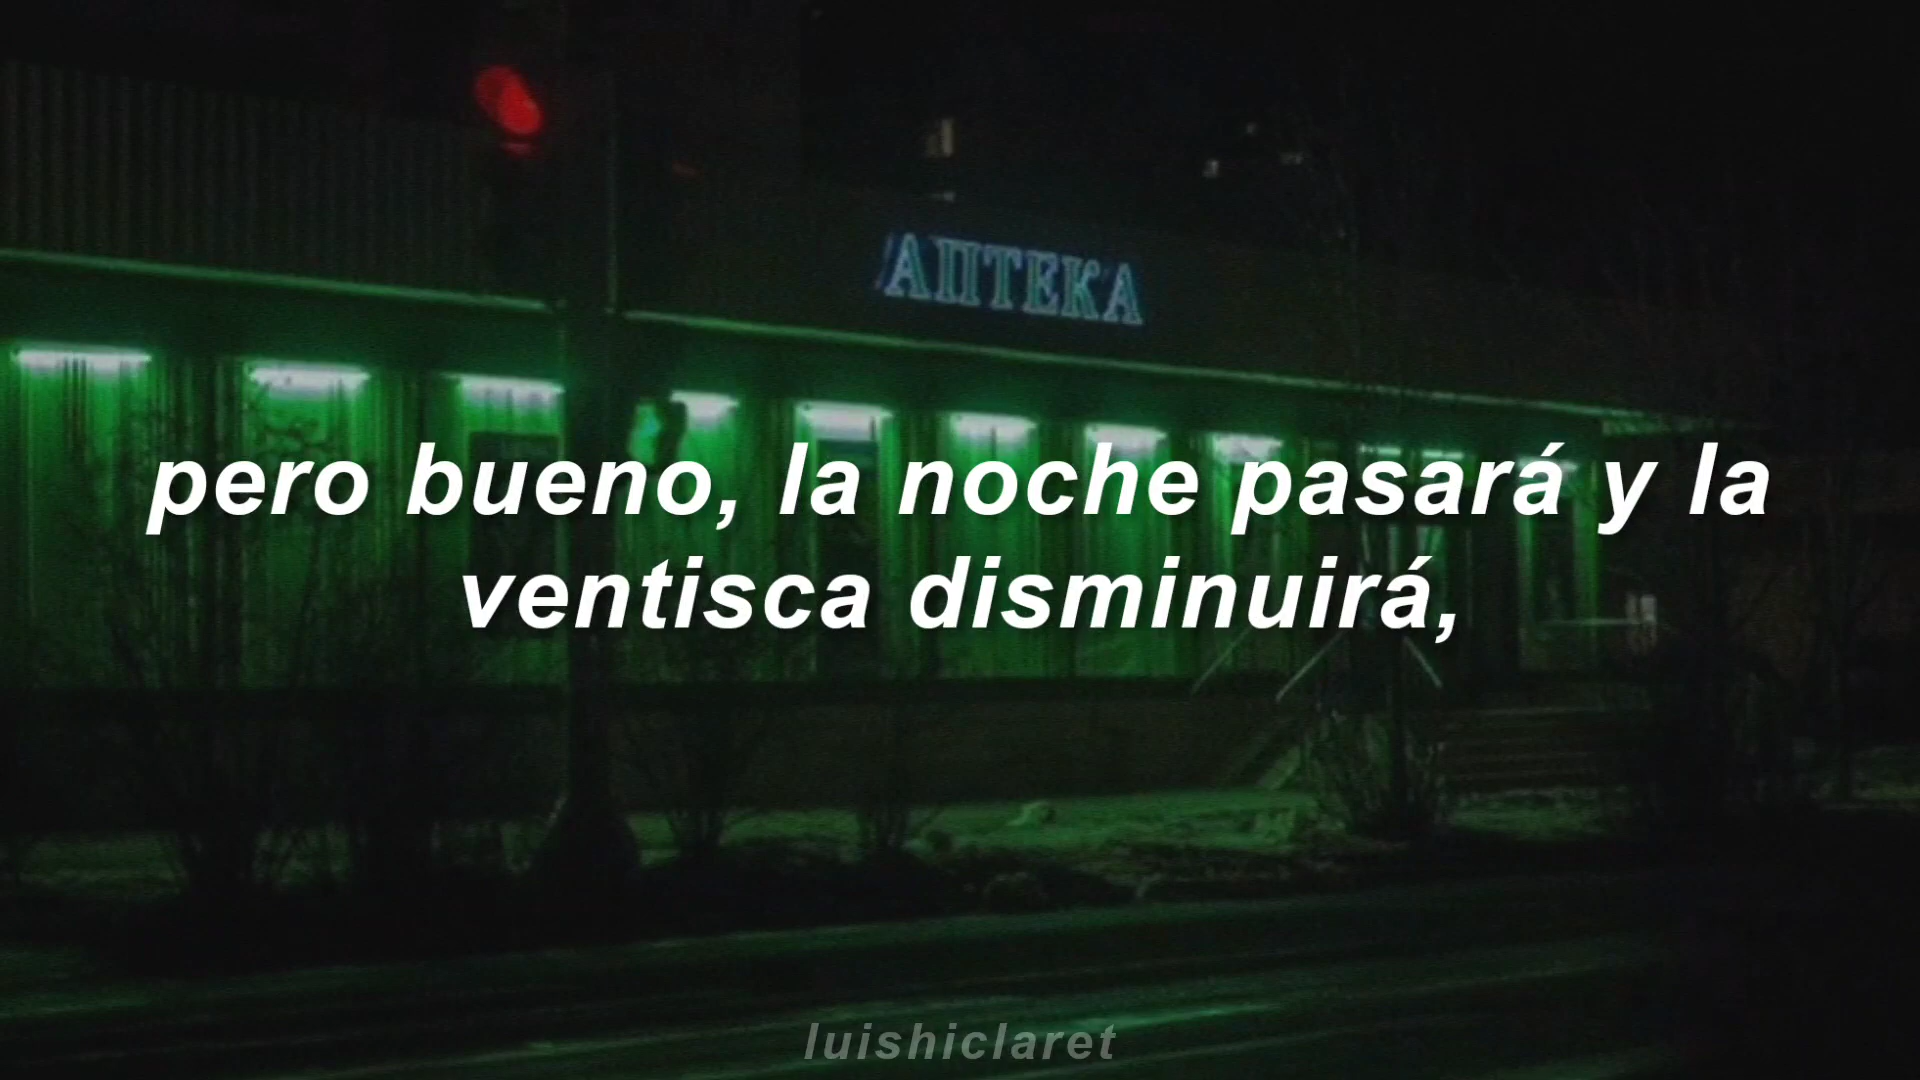 АПТЕКА
pero bueno, la noche pasará y la
ventisca disminuirá,
luishiclaret